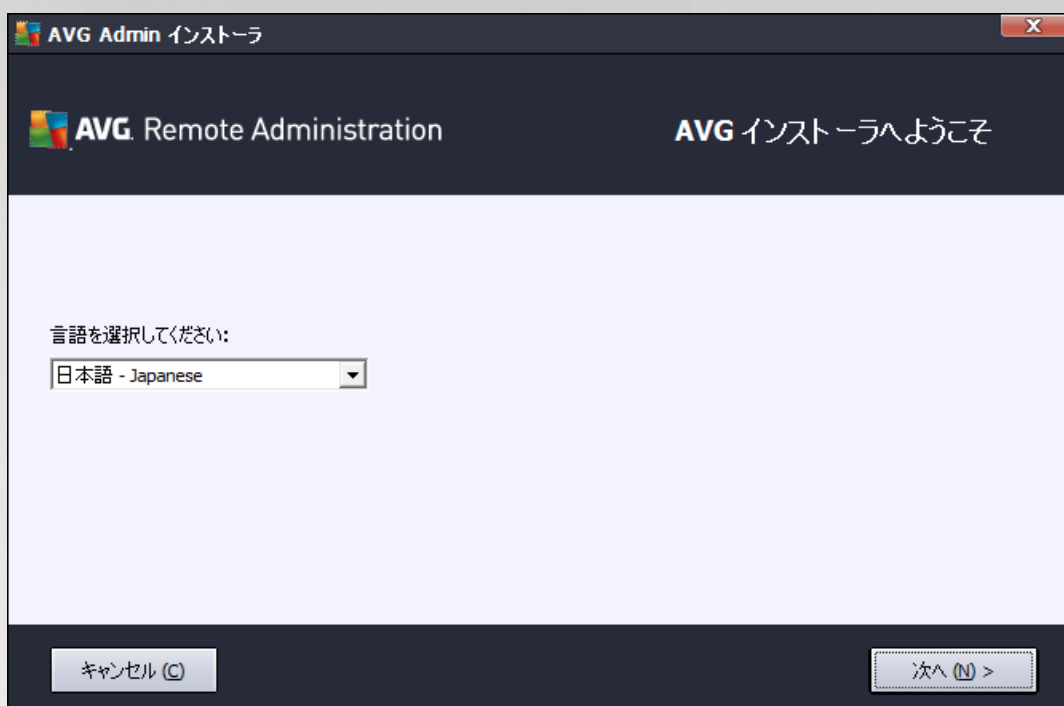 AVG Admin インストーラ
AVG. Remote Administration
AVG インストーラへようこそ
言語を選択してください:
日本語 - Japanese
キャンセル (C)
次へ (N) >